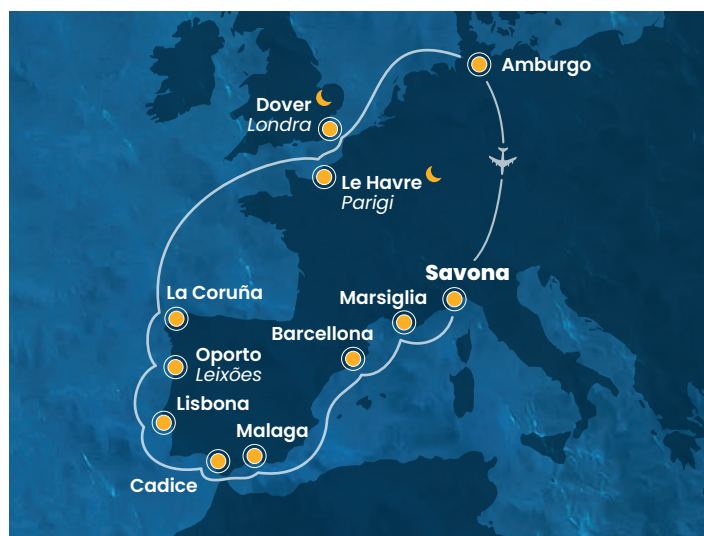 Amburgo
Dover
Londra
Le Havre
Parigi
Savona
La Coruña
Marsiglia
Barcellona
Oporto
Leixões
Lisbona
Malaga
Cadice